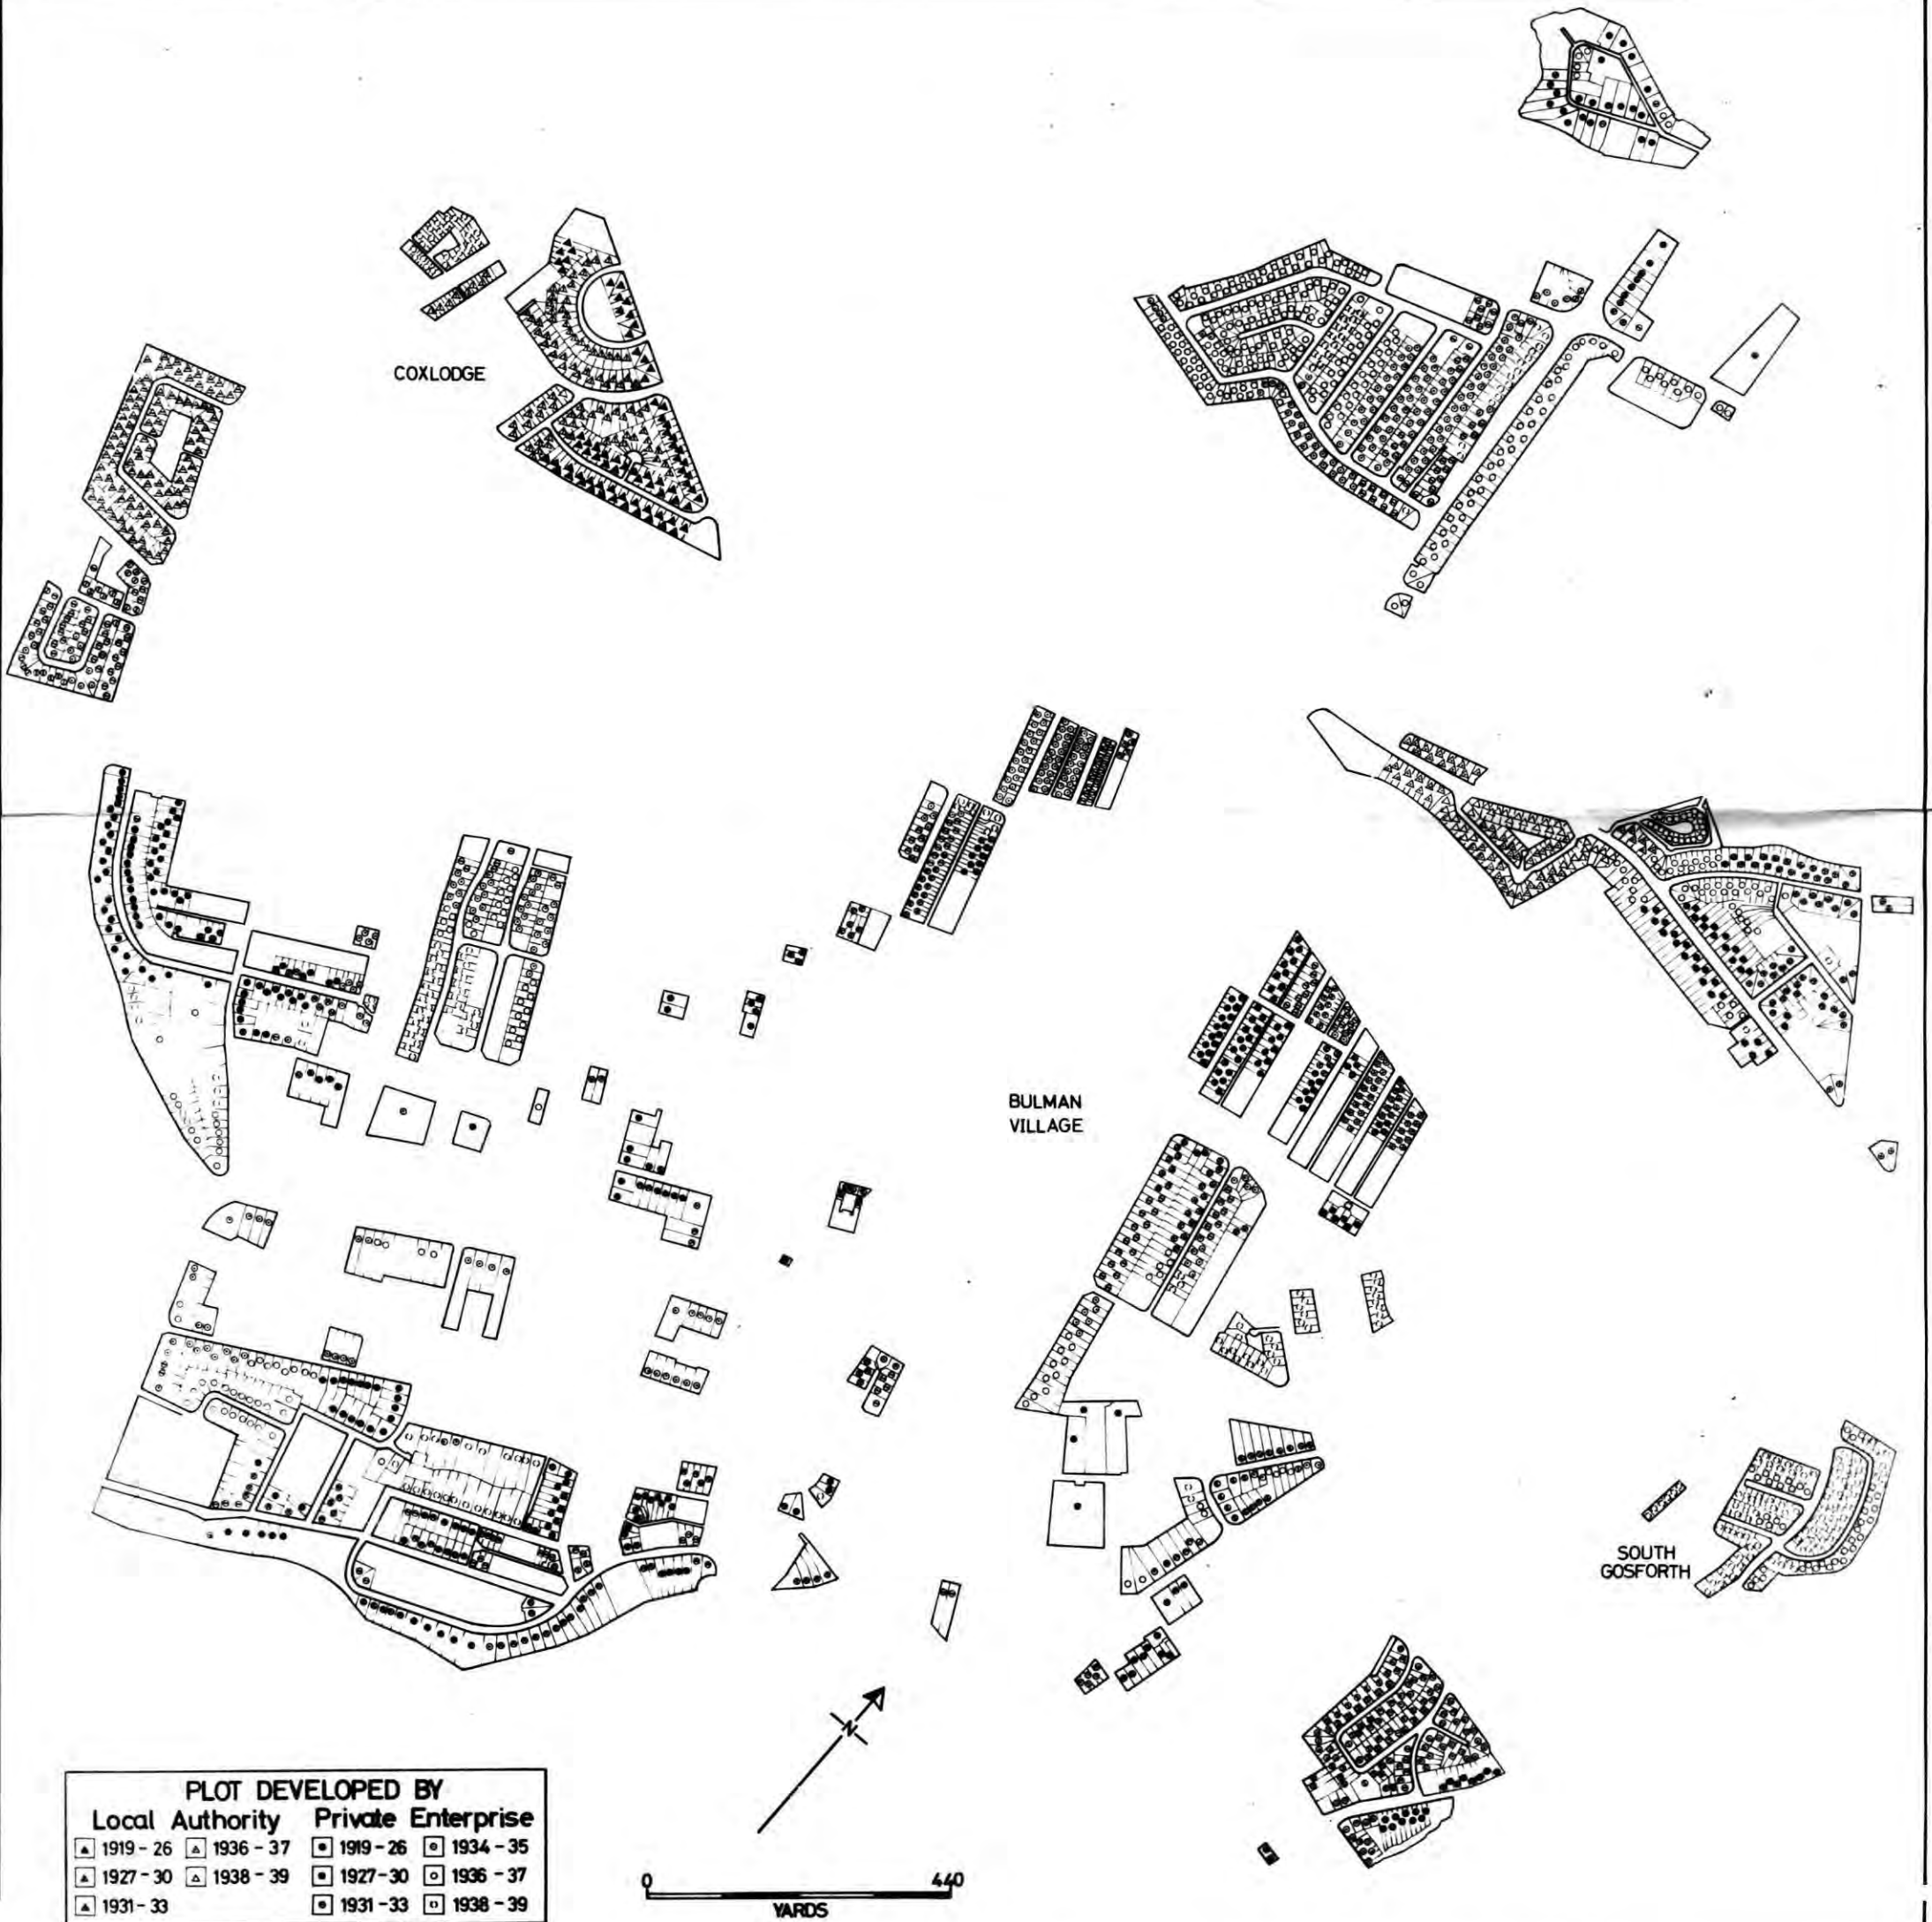 COXLODGE
BULMAN
VILLAGE
SOUTH
GOSFORTH
N
PLOT DEVELOPED BY
Local Authority Private Enterprise
1919 - 26 1936 - 37 1919 - 26 1934 - 35
1927 - 30 1938 - 39 1927 - 30 1936 - 37
1931 - 33 1931 - 33 1938 - 39
0 440
YARDS